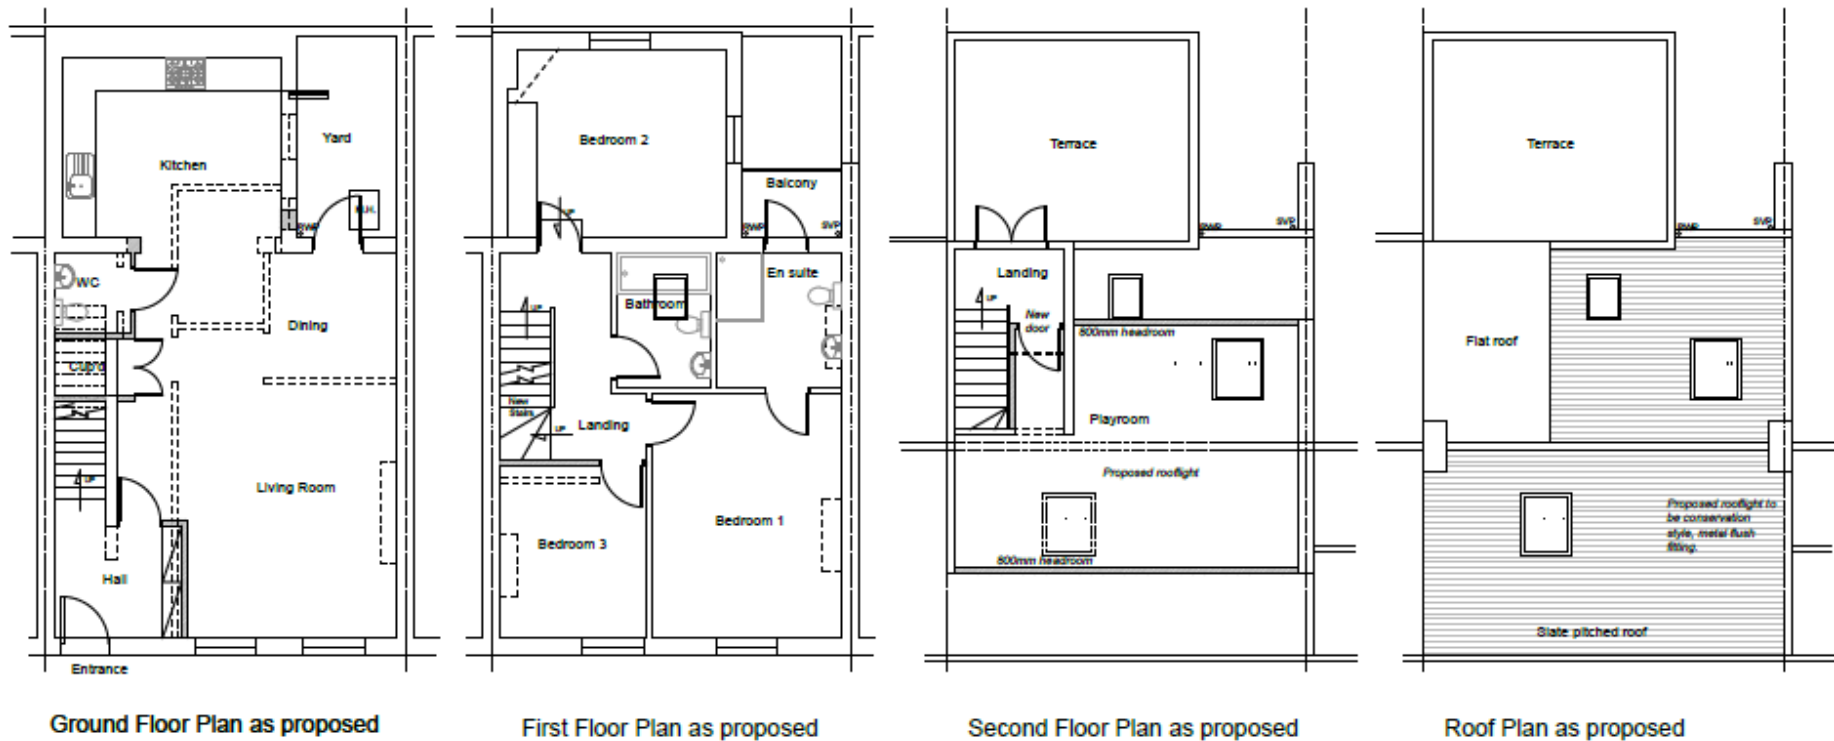 Kitchen
Yard
RWP
WC
Dining
Cup'd
UP
Living Room
Hall
Entrance
Ground Floor Plan as proposed
Bedroom 2
UP
Balcony
RWP
SVP
En suite
Bathroom
UP
New
Stairs
UP
Landing
Bedroom 3
Bedroom 1
First Floor Plan as proposed
Terrace
RWP
SVP
Landing
UP
New
door
600mm headroom
Playroom
Proposed rooflight
600mm headroom
Second Floor Plan as proposed
Terrace
RWP
SVP
Flat roof
Proposed rooflight to
be conservation
style, metal flush
fitting.
Slate pitched roof
Roof Plan as proposed